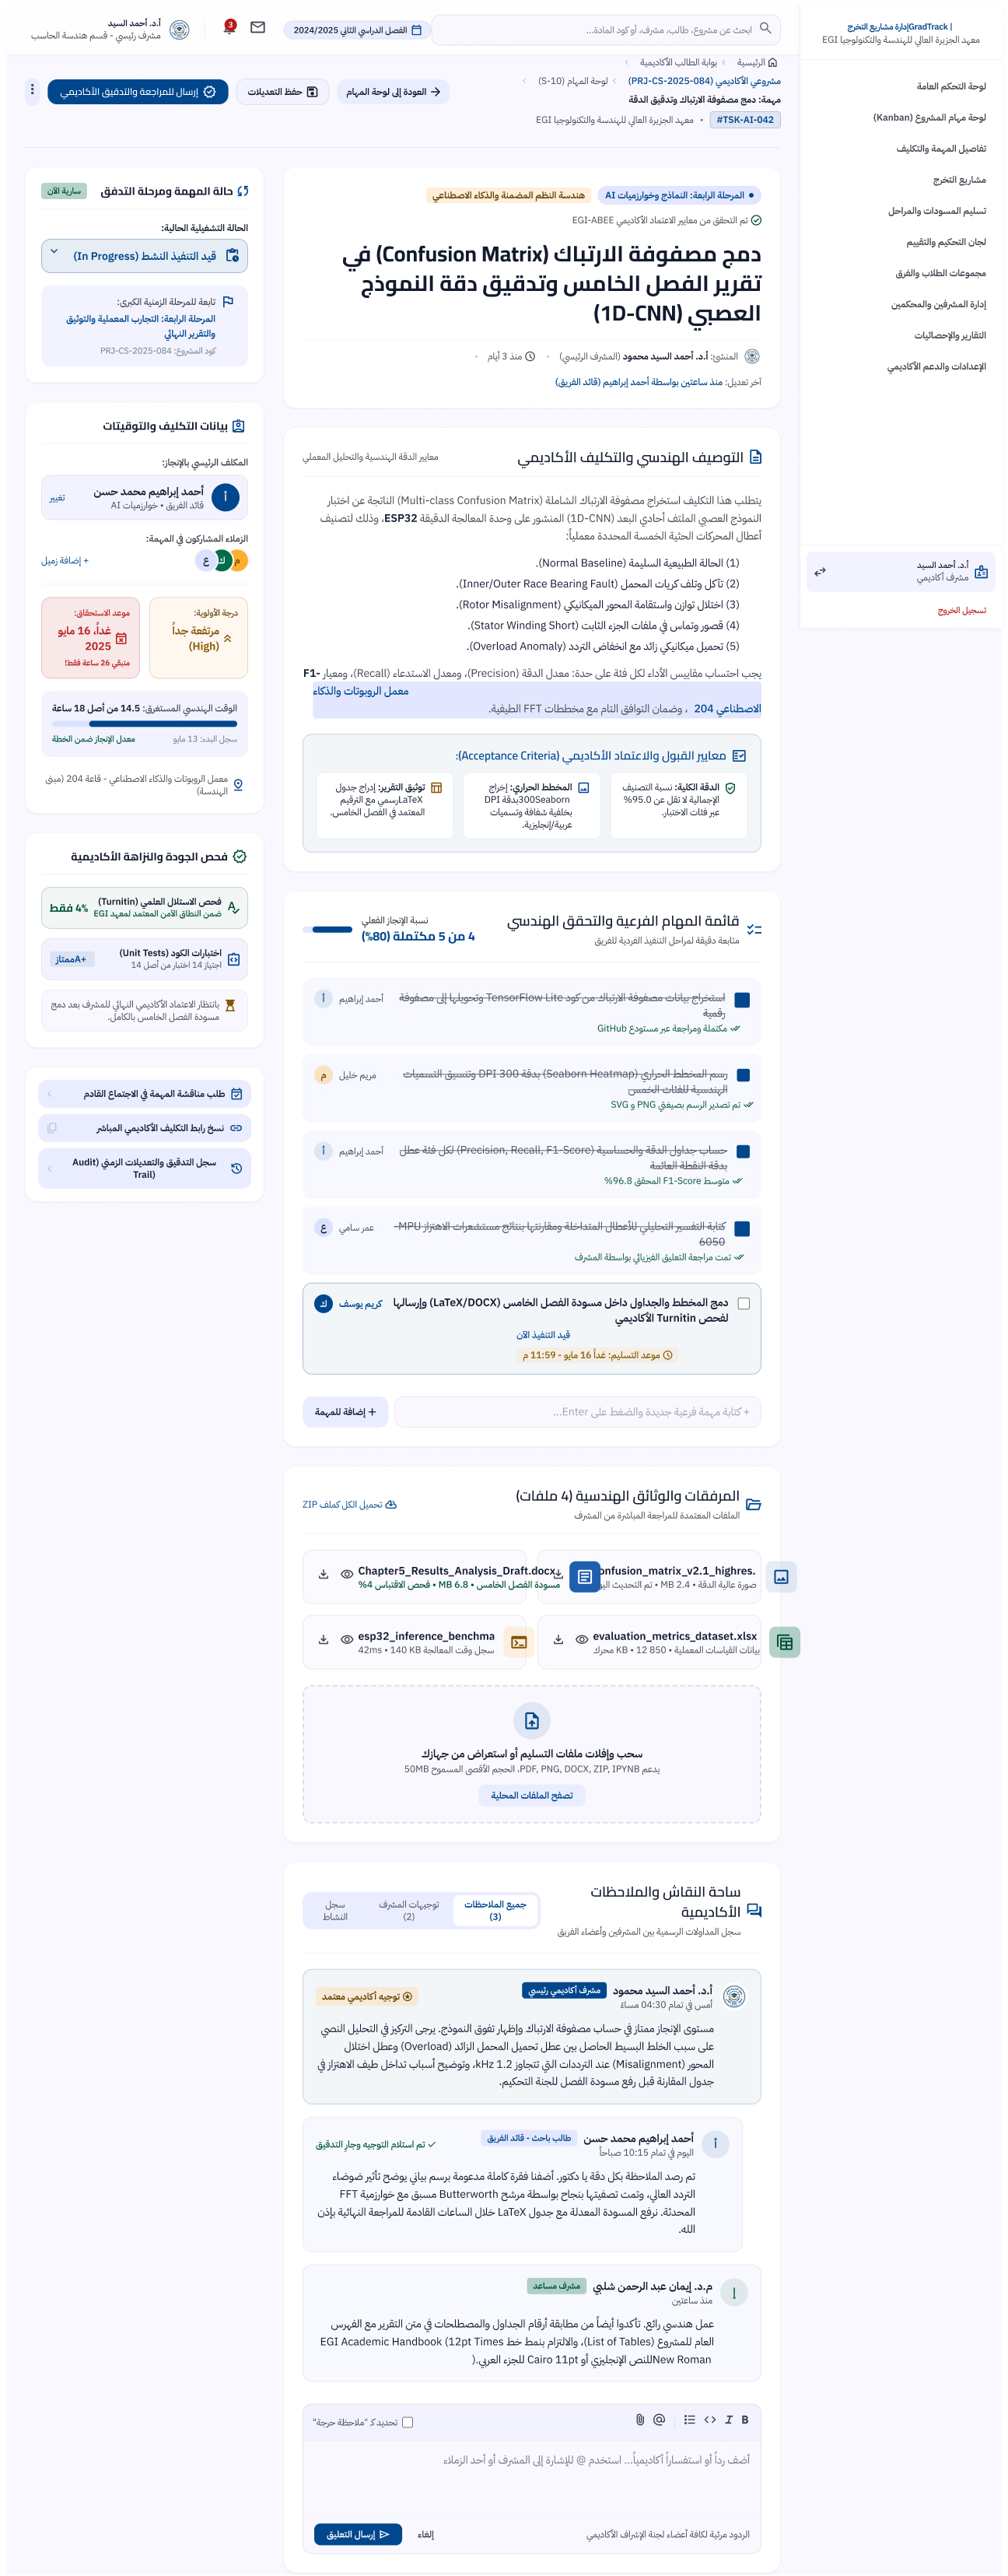 GradTrack | إدارة مشاريع التخرج
معهد الجزيرة العالي للهندسة والتكنولوجيا EGI
لوحة التحكم العامة
لوحة مهام المشروع (Kanban)
تفاصيل المهمة والتكليف
مشاريع التخرج
تسليم المسودات والمراحل
لجان التحكيم والتقييم
مجموعات الطلاب والفرق
إدارة المشرفين والمحكمين
التقارير والإحصائيات
الإعدادات والدعم الأكاديمي
أ.د. أحمد السيد
مشرف أكاديمي
تسجيل الخروج
ابحث عن مشروع، طالب، مشرف، أو كود المادة...
الفصل الدراسي الثاني 2024/2025
3
أ.د. أحمد السيد
مشرف رئيسي - قسم هندسة الحاسب
الرئيسية
بوابة الطالب الأكاديمية
مشروعي الأكاديمي (PRJ-CS-2025-084)
لوحة المهام (S-10)
مهمة: دمج مصفوفة الارتباك وتدقيق الدقة
#TSK-AI-042 • معهد الجزيرة العالي للهندسة والتكنولوجيا EGI
العودة إلى لوحة المهام
حفظ التعديلات
إرسال للمراجعة والتدقيق الأكاديمي
المرحلة الرابعة: النماذج وخوارزميات AI
هندسة النظم المضمنة والذكاء الاصطناعي
تم التحقق من معايير الاعتماد الأكاديمي EGI-ABEE
دمج مصفوفة الارتباك (Confusion Matrix) في
تقرير الفصل الخامس وتدقيق دقة النموذج
العصبي (1D-CNN)
المنشئ: أ.د. أحمد السيد محمود (المشرف الرئيسي) • منذ 3 أيام •
آخر تعديل: منذ ساعتين بواسطة أحمد إبراهيم (قائد الفريق)
التوصيف الهندسي والتكليف الأكاديمي
معايير الدقة الهندسية والتحليل المعملي
يتطلب هذا التكليف استخراج مصفوفة الارتباك الشاملة (Multi-class Confusion Matrix) الناتجة عن اختبار
النموذج العصبي الملتف أحادي البعد (1D-CNN) المنشور على وحدة المعالجة الدقيقة ESP32، وذلك لتصنيف
أعطال المحركات الحثية الخمسة المحددة معملياً:
(1) الحالة الطبيعية السليمة (Normal Baseline).
(2) تآكل وتلف كريات المحمل (Inner/Outer Race Bearing Fault).
(3) اختلال توازن واستقامة المحور الميكانيكي (Rotor Misalignment).
(4) قصور وتماس في ملفات الجزء الثابت (Stator Winding Short).
(5) تحميل ميكانيكي زائد مع انخفاض التردد (Overload Anomaly).
يجب احتساب مقاييس الأداء لكل فئة على حدة: معدل الدقة (Precision)، ومعدل الاستدعاء (Recall)، ومعيار F1-
معمل الروبوتات والذكاء
الاصطناعي 204 ، وضمان التوافق التام مع مخططات FFT الطيفية.
معايير القبول والاعتماد الأكاديمي (Acceptance Criteria):
الدقة الكلية: نسبة التصنيف
الإجمالية لا تقل عن 95.0%
عبر فئات الاختبار.
المخطط الحراري: إخراج
Seaborn بدقة 300 DPI
بخلفية شفافة وتسميات
عربية/إنجليزية.
توثيق التقرير: إدراج جدول
LaTeX رسمي مع الترقيم
المعتمد في الفصل الخامس.
قائمة المهام الفرعية والتحقق الهندسي
متابعة دقيقة لمراحل التنفيذ الفردية للفريق
نسبة الإنجاز الفعلي
4 من 5 مكتملة (80%)
استخراج بيانات مصفوفة الارتباك من كود TensorFlow Lite وتحويلها إلى مصفوفة
رقمية
مكتملة ومراجعة عبر مستودع GitHub
أحمد إبراهيم
أ
رسم المخطط الحراري (Seaborn Heatmap) بدقة 300 DPI وتنسيق التسميات
الهندسية للفئات الخمس
تم تصدير الرسم بصيغتي PNG و SVG
مريم خليل
م
حساب جداول الدقة والحساسية (Precision, Recall, F1-Score) لكل فئة عطل
بدقة النقطة العائمة
متوسط F1-Score المحقق 96.8%
أحمد إبراهيم
أ
كتابة التفسير التحليلي للأعطال المتداخلة ومقارنتها بنتائج مستشعرات الاهتزاز MPU-
6050
تمت مراجعة التعليق الفيزيائي بواسطة المشرف
عمر سامي
ع
دمج المخطط والجداول داخل مسودة الفصل الخامس (LaTeX/DOCX) وإرسالها
لفحص Turnitin الأكاديمي
قيد التنفيذ الآن
موعد التسليم: غداً 16 مايو - 11:59 م
كريم يوسف
ك
+ كتابة مهمة فرعية جديدة والضغط على Enter...
إضافة للمهمة
المرفقات والوثائق الهندسية (4 ملفات)
الملفات المعتمدة للمراجعة المباشرة من المشرف
تحميل الكل كملف ZIP
onfusion_matrix_v2.1_highres.
صورة عالية الدقة • 2.4 MB • تم التحديث اليو
Chapter5_Results_Analysis_Draft.docx
مسودة الفصل الخامس • 6.8 MB • فحص الاقتباس 4%
evaluation_metrics_dataset.xlsx
بيانات القياسات المعملية • 850 KB • 12 محرك
esp32_inference_benchma
سجل وقت المعالجة 42ms • 140 KB
سحب وإفلات ملفات التسليم أو استعراض من جهازك
يدعم PDF, PNG, DOCX, ZIP, IPYNB، الحجم الأقصى المسموح 50MB
تصفح الملفات المحلية
ساحة النقاش والملاحظات
الأكاديمية
سجل المداولات الرسمية بين المشرفين وأعضاء الفريق
جميع الملاحظات
(3)
توجيهات المشرف
(2)
سجل
النشاط
أ.د. أحمد السيد محمود
مشرف أكاديمي رئيسي
أمس في تمام 04:30 مساءً
توجيه أكاديمي معتمد
مستوى الإنجاز ممتاز في حساب مصفوفة الارتباك وإظهار تفوق النموذج. يرجى التركيز في التحليل النصي
على سبب الخلط البسيط الحاصل بين عطل تحميل المحمل الزائد (Overload) وعطل اختلال
المحور (Misalignment) عند الترددات التي تتجاوز 1.2 kHz، وتوضيح أسباب تداخل طيف الاهتزاز في
جدول المقارنة قبل رفع مسودة الفصل للجنة التحكيم.
أ
أحمد إبراهيم محمد حسن
طالب باحث - قائد الفريق
اليوم في تمام 10:15 صباحاً
تم استلام التوجيه وجارِ التدقيق
تم رصد الملاحظة بكل دقة يا دكتور. أضفنا فقرة كاملة مدعومة برسم بياني يوضح تأثير ضوضاء
التردد العالي، وتمت تصفيتها بنجاح بواسطة مرشح Butterworth مسبق مع خوارزمية FFT
المحدثة. نرفع المسودة المعدلة مع جدول LaTeX خلال الساعات القادمة للمراجعة النهائية بإذن
الله.
إ
م.د. إيمان عبد الرحمن شلبي
مشرف مساعد
منذ ساعتين
عمل هندسي رائع. تأكدوا أيضاً من مطابقة أرقام الجداول والمصطلحات في متن التقرير مع الفهرس
العام للمشروع (List of Tables)، والالتزام بنمط خط EGI Academic Handbook (12pt Times
New Roman للنص الإنجليزي أو Cairo 11pt للجزء العربي).
تحديد كـ "ملاحظة حرجة"
أضف رداً أو استفساراً أكاديمياً... استخدم @ للإشارة إلى المشرف أو أحد الزملاء
الردود مرئية لكافة أعضاء لجنة الإشراف الأكاديمي
إلغاء
إرسال التعليق
حالة المهمة ومرحلة التدفق
سارية الآن
الحالة التشغيلية الحالية:
قيد التنفيذ النشط (In Progress)
تابعة للمرحلة الزمنية الكبرى:
المرحلة الرابعة: التجارب المعملية والتوثيق
والتقرير النهائي
كود المشروع: PRJ-CS-2025-084
بيانات التكليف والتوقيتات
المكلف الرئيسي بالإنجاز:
أ
أحمد إبراهيم محمد حسن
قائد الفريق • خوارزميات AI
تغيير
الزملاء المشاركون في المهمة:
م
ك
ع
+ إضافة زميل
درجة الأولوية:
مرتفعة جداً
(High)
موعد الاستحقاق:
غداً، 16 مايو
2025
متبقي 26 ساعة فقط!
الوقت الهندسي المستغرق: 14.5 من أصل 18 ساعة
سجل البدء: 13 مايو
معدل الإنجاز ضمن الخطة
معمل الروبوتات والذكاء الاصطناعي - قاعة 204 (مبنى
الهندسة)
فحص الجودة والنزاهة الأكاديمية
فحص الاستلال العلمي (Turnitin)
ضمن النطاق الآمن المعتمد لمعهد EGI
4% فقط
اختبارات الكود (Unit Tests)
اجتياز 14 اختبار من أصل 14
ممتاز A+
بانتظار الاعتماد الأكاديمي النهائي للمشرف بعد دمج
مسودة الفصل الخامس بالكامل.
طلب مناقشة المهمة في الاجتماع القادم
نسخ رابط التكليف الأكاديمي المباشر
سجل التدقيق والتعديلات الزمني (Audit
Trail)